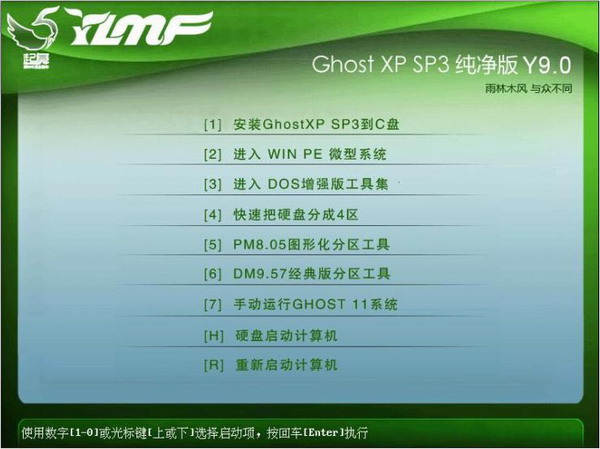 YLMF
Ghost XP SP3 纯净版 Y9.0
雨林木风 与众不同
[1] 安装GhostXP SP3到C盘
[2] 进入 WIN PE 微型系统
[3] 进入 DOS增强版工具集
[4] 快速把硬盘分成4区
[5] PM8.05图形化分区工具
[6] DM9.57经典版分区工具
[7] 手动运行GHOST 11系统
[H] 硬盘启动计算机
[R] 重新启动计算机
使用数字[1-0]或光标键[上或下]选择启动项，按回车[Enter]执行